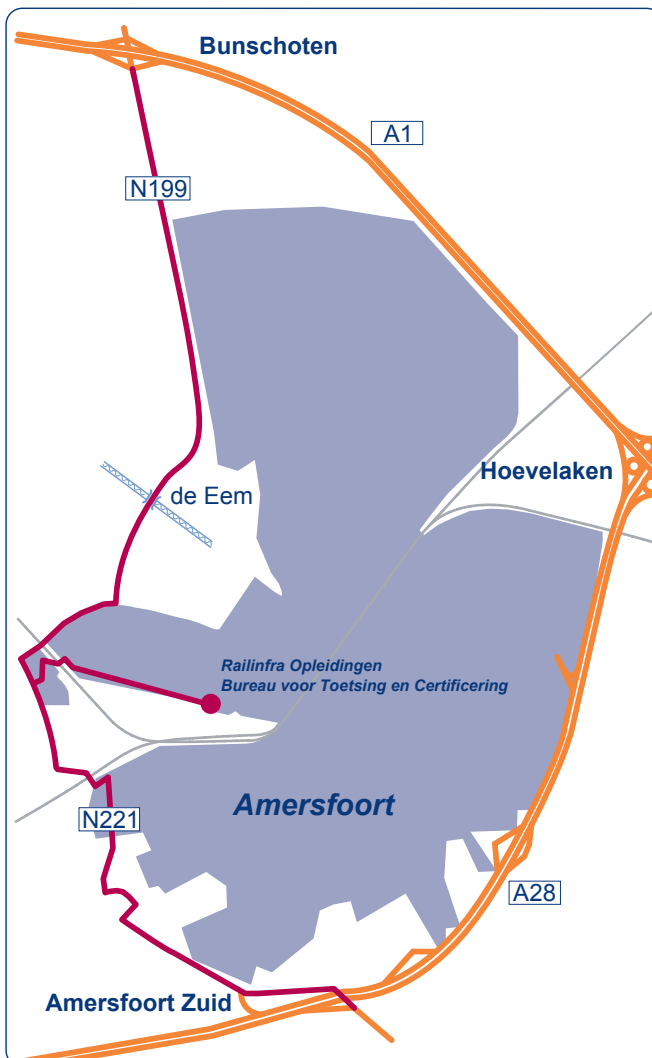 Bunschoten
A1
N199
Hoevelaken
de Eem
Railinfra Opleidingen
Bureau voor Toetsing en Certificering
Amersfoort
N221
A28
Amersfoort Zuid